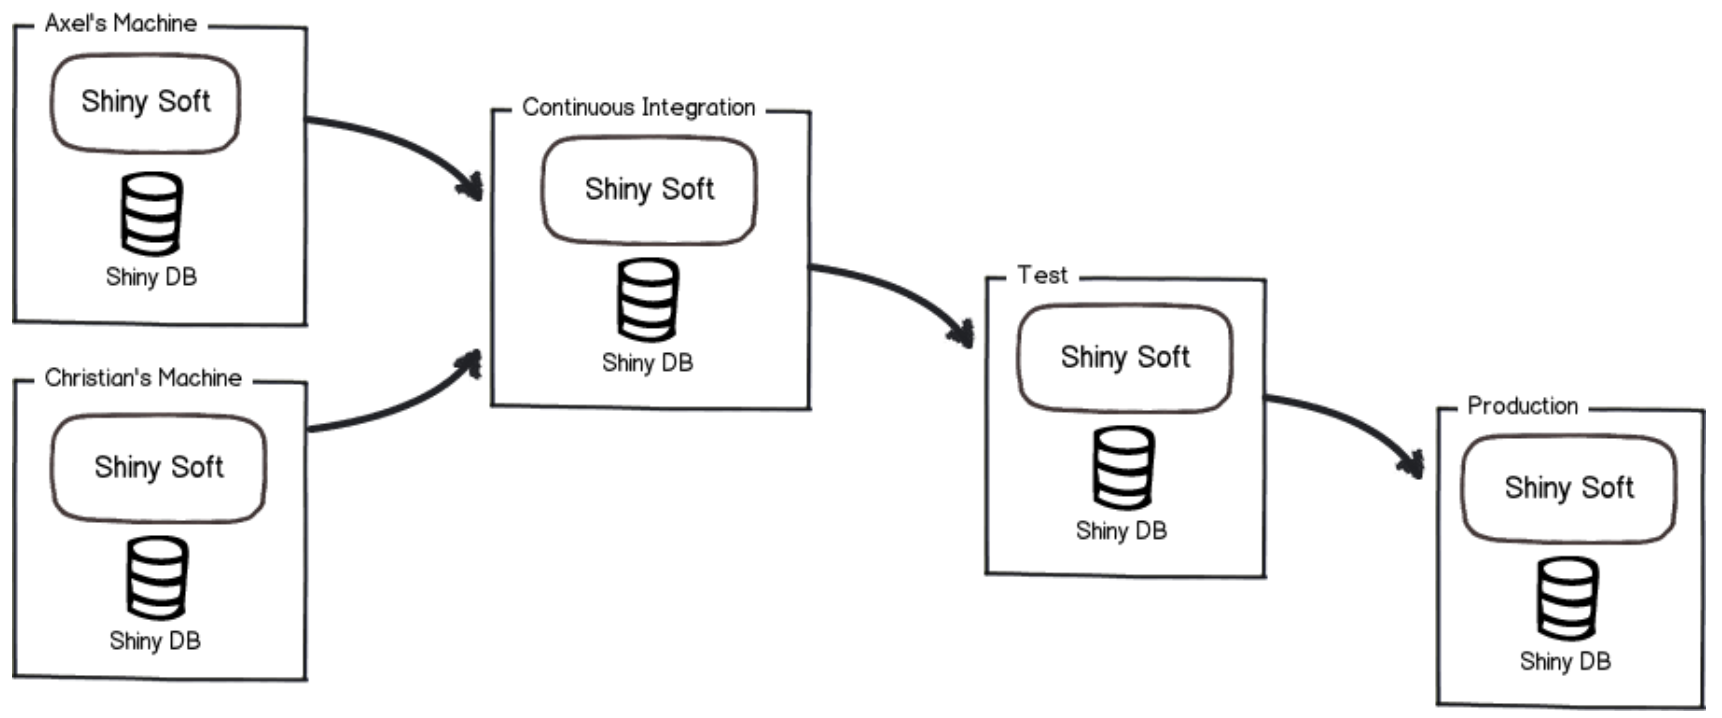 Axel's Machine
Shiny Soft
Shiny DB
Christian's Machine
Shiny Soft
Shiny DB
Continuous Integration
Shiny Soft
Shiny DB
Test
Shiny Soft
Shiny DB
Production
Shiny Soft
Shiny DB